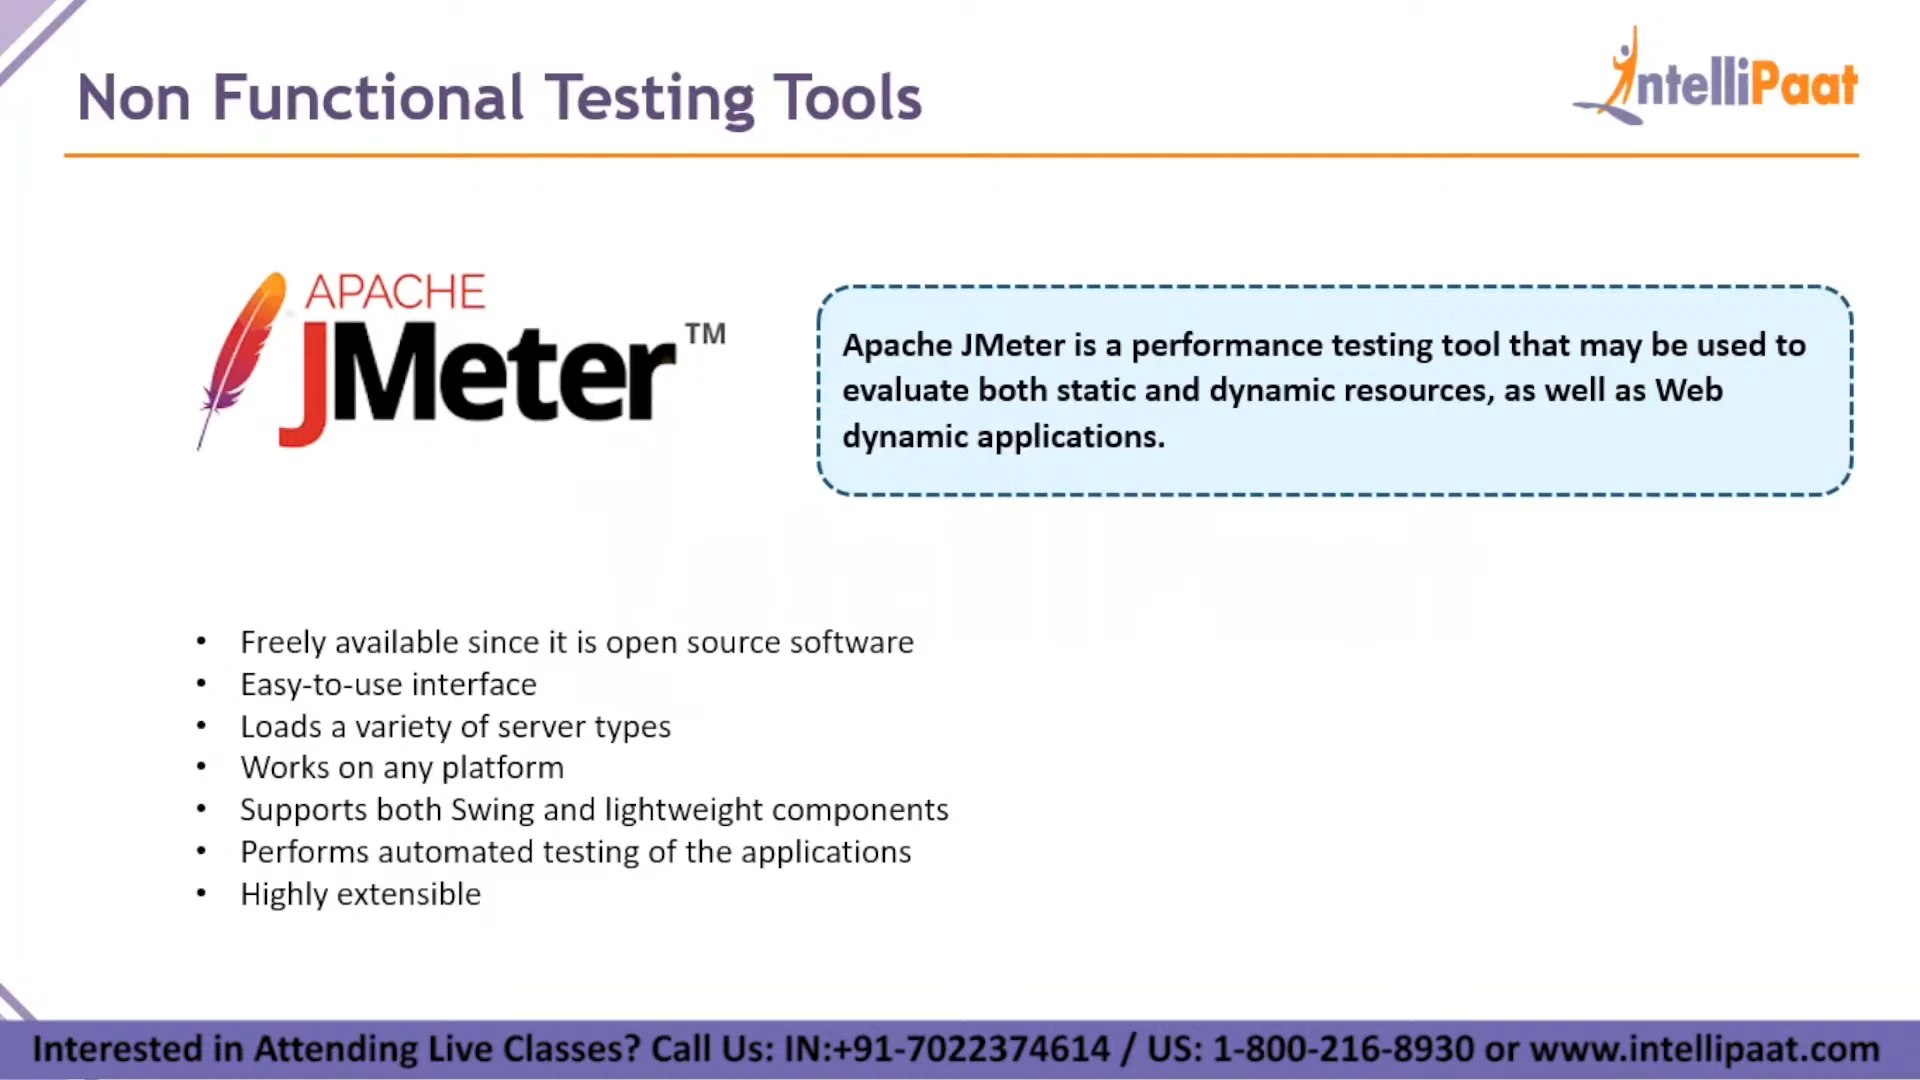 Non Functional Testing Tools
IntelliPaat
APACHE
JMeter™
Apache JMeter is a performance testing tool that may be used to
evaluate both static and dynamic resources, as well as Web
dynamic applications.
• Freely available since it is open source software
• Easy-to-use interface
• Loads a variety of server types
• Works on any platform
• Supports both Swing and lightweight components
• Performs automated testing of the applications
• Highly extensible
Interested in Attending Live Classes? Call Us: IN:+91-7022374614 / US: 1-800-216-8930 or www.intellipaat.com